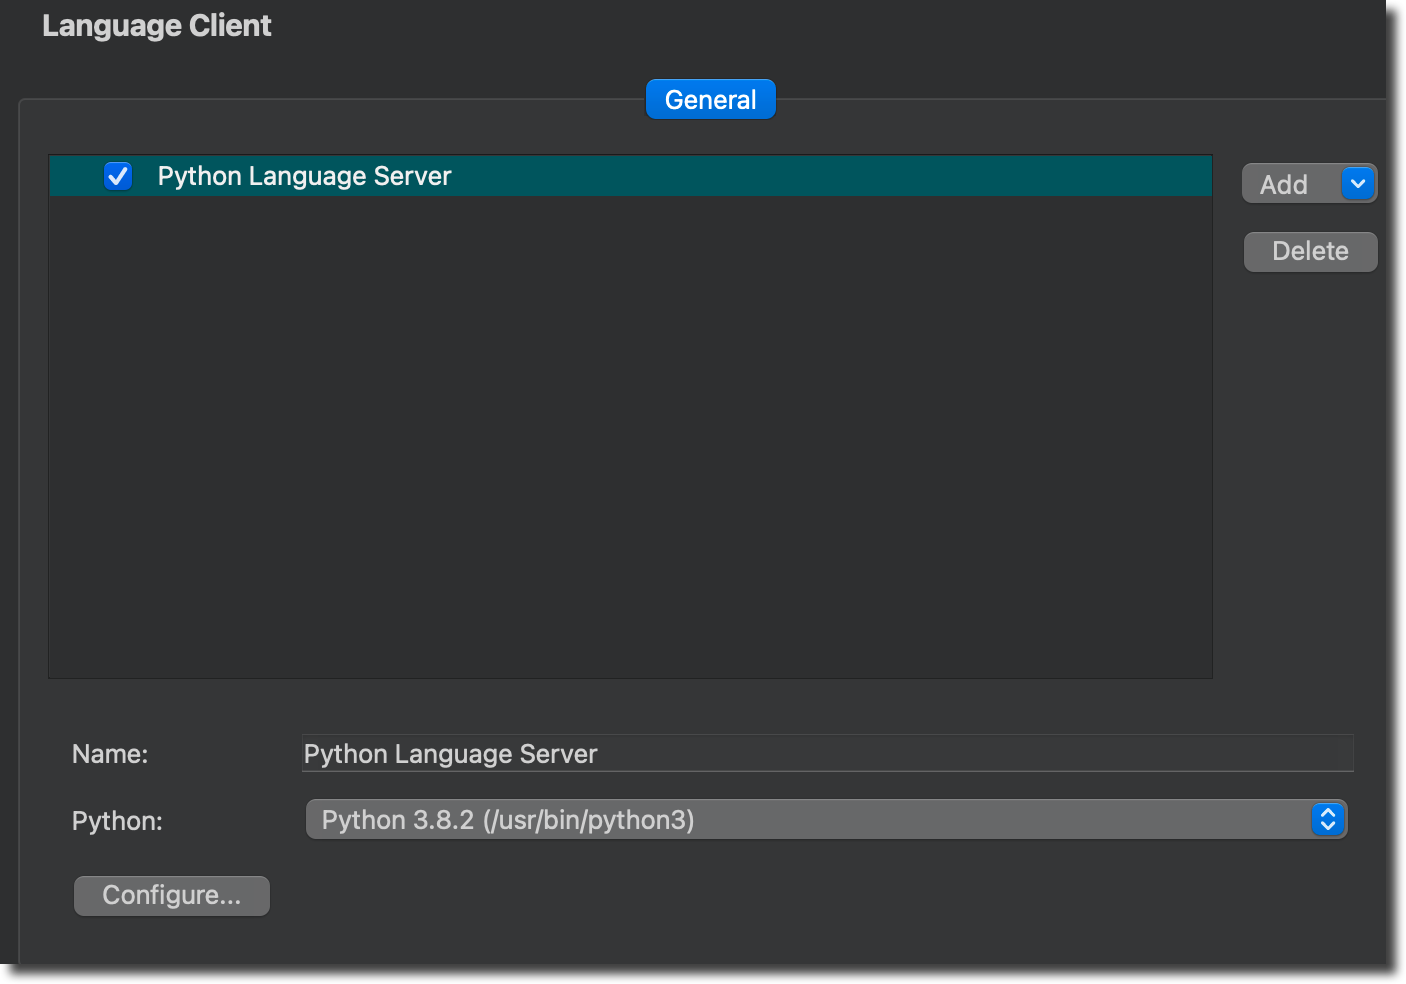 Language Client
General
Python Language Server
Add
Delete
Name:
Python Language Server
Python:
Python 3.8.2 (/usr/bin/python3)
Configure...